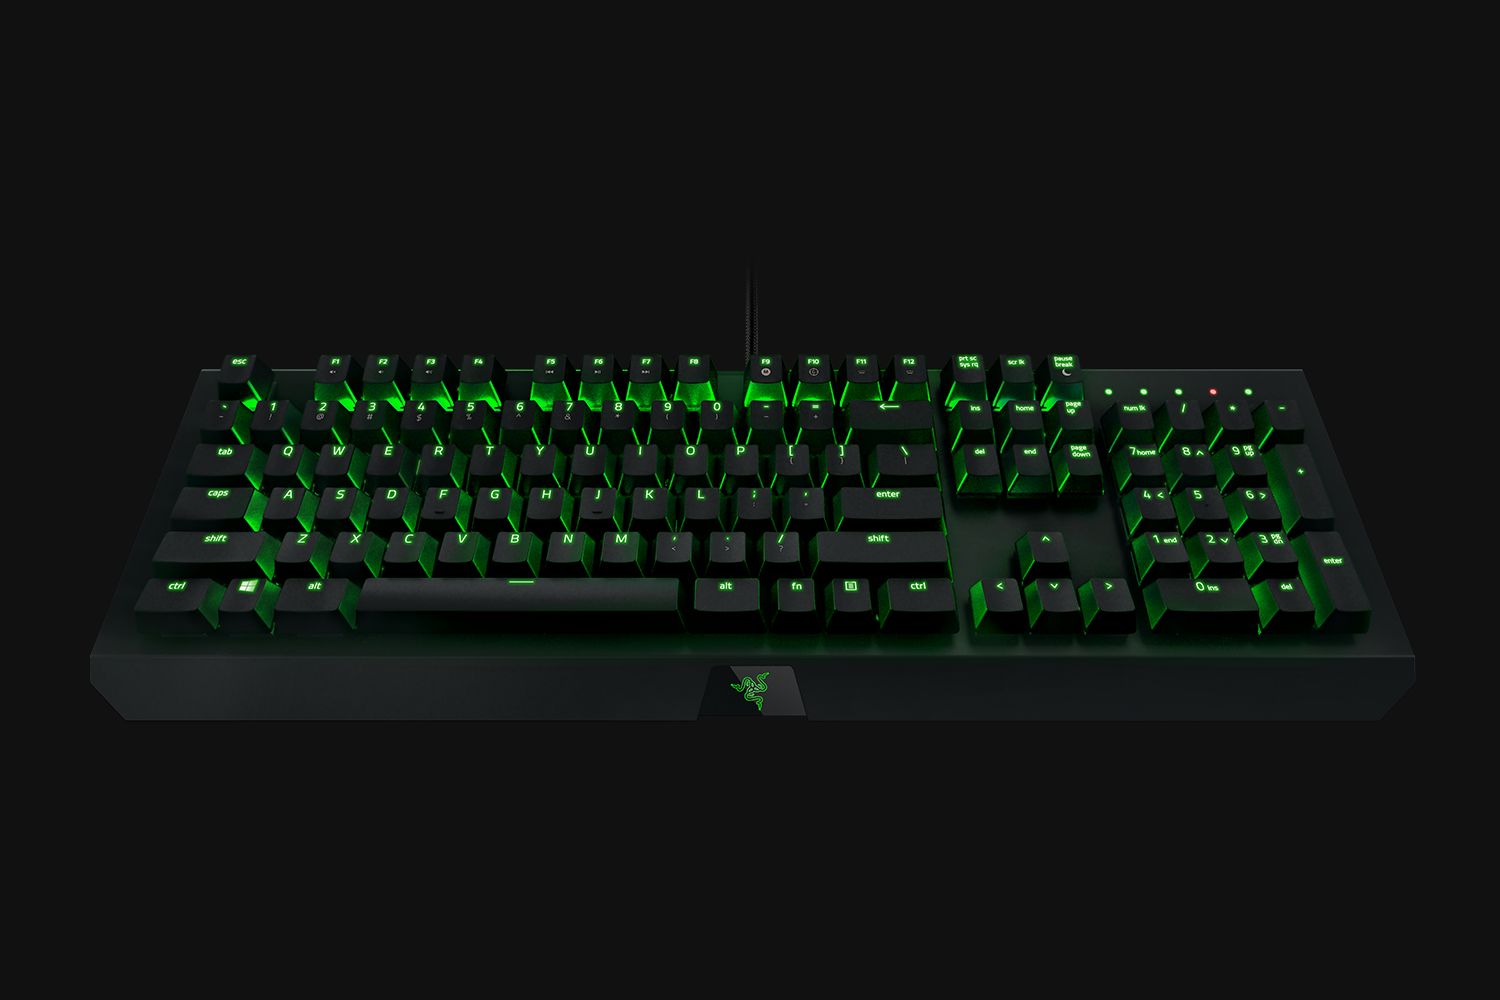 esc F1 F2 F3 F4 F5 F6 F7 F8 F9 F10 F11 F12 prt sc scr lk pause
sys rq break
` 1 2 3 4 5 6 7 8 9 0 - = ins home page up num lk / * -
~ ! @ # $ % ^ & * ( ) _ +
tab Q W E R T Y U I O P [ ] \ del end page down 7 home 8 9 pg up +
{ } |
caps A S D F G H J K L ; ' enter 4 < 5 6 >
: "
shift Z X C V B N M , . / shift ^ 1 end 2 3 pg dn enter
< > ?
ctrl alt alt fn ctrl < > 0 ins del